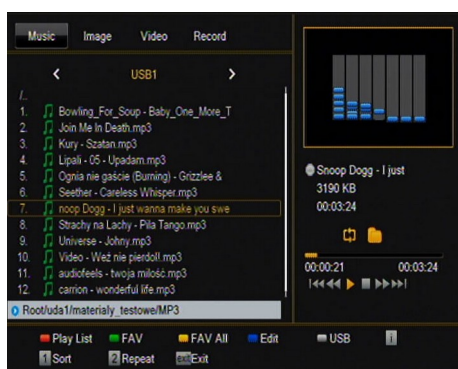 Music Image Video Record
USB1
/..
1. Bowling_For_Soup - Baby_One_More_T
2. Join Me In Death.mp3
3. Kury - Szatan.mp3
4. Lipali - 05 - Upadam.mp3
5. Ognia nie gaście (Burning) - Grizzlee &
6. Seether - Careless Whisper.mp3
7. noop Dogg - I just wanna make you swe
8. Strachy na Lachy - Piła Tango.mp3
9. Universe - Johny.mp3
10. Video - Weź nie pierdol!.mp3
11. audiofeels - twoja miłość.mp3
12. carrion - wonderful life.mp3
Root/uda1/materialy_testowe/MP3
Snoop Dogg - I just
3190 KB
00:03:24
00:00:21 00:03:24
Play List FAV FAV All Edit USB i
1 Sort 2 Repeat EXIT Exit